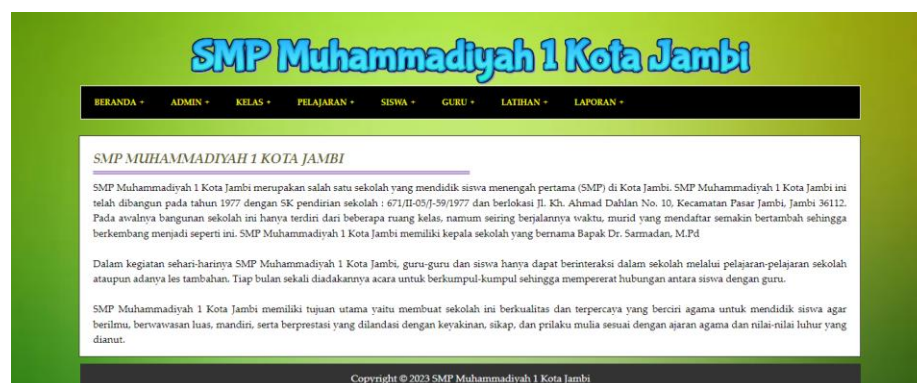 SMP Muhammadiyah 1 Kota Jambi
BERANDA + ADMIN + KELAS + PELAJARAN + SISWA + GURU + LATIHAN + LAPORAN +
SMP MUHAMMADIYAH 1 KOTA JAMBI
SMP Muhammadiyah 1 Kota Jambi merupakan salah satu sekolah yang mendidik siswa menengah pertama (SMP) di Kota Jambi. SMP Muhammadiyah 1 Kota Jambi ini
telah dibangun pada tahun 1977 dengan SK pendirian sekolah : 671/II-05/J-59/1977 dan berlokasi Jl. Kh. Ahmad Dahlan No. 10, Kecamatan Pasar Jambi, Jambi 36112.
Pada awalnya bangunan sekolah ini hanya terdiri dari beberapa ruang kelas, namum seiring berjalannya waktu, murid yang mendaftar semakin bertambah sehingga
berkembang menjadi seperti ini. SMP Muhammadiyah 1 Kota Jambi memiliki kepala sekolah yang bernama Bapak Dr. Sarmadan, M.Pd
Dalam kegiatan sehari-harinya SMP Muhammadiyah 1 Kota Jambi, guru-guru dan siswa hanya dapat berinteraksi dalam sekolah melalui pelajaran-pelajaran sekolah
ataupun adanya les tambahan. Tiap bulan sekali diadakannya acara untuk berkumpul-kumpul sehingga mempererat hubungan antara siswa dengan guru.
SMP Muhammadiyah 1 Kota Jambi memiliki tujuan utama yaitu membuat sekolah ini berkualitas dan terpercaya yang berciri agama untuk mendidik siswa agar
berilmu, berwawasan luas, mandiri, serta berprestasi yang dilandasi dengan keyakinan, sikap, dan prilaku mulia sesuai dengan ajaran agama dan nilai-nilai luhur yang
dianut.
Copyright © 2023 SMP Muhammadiyah 1 Kota Jambi